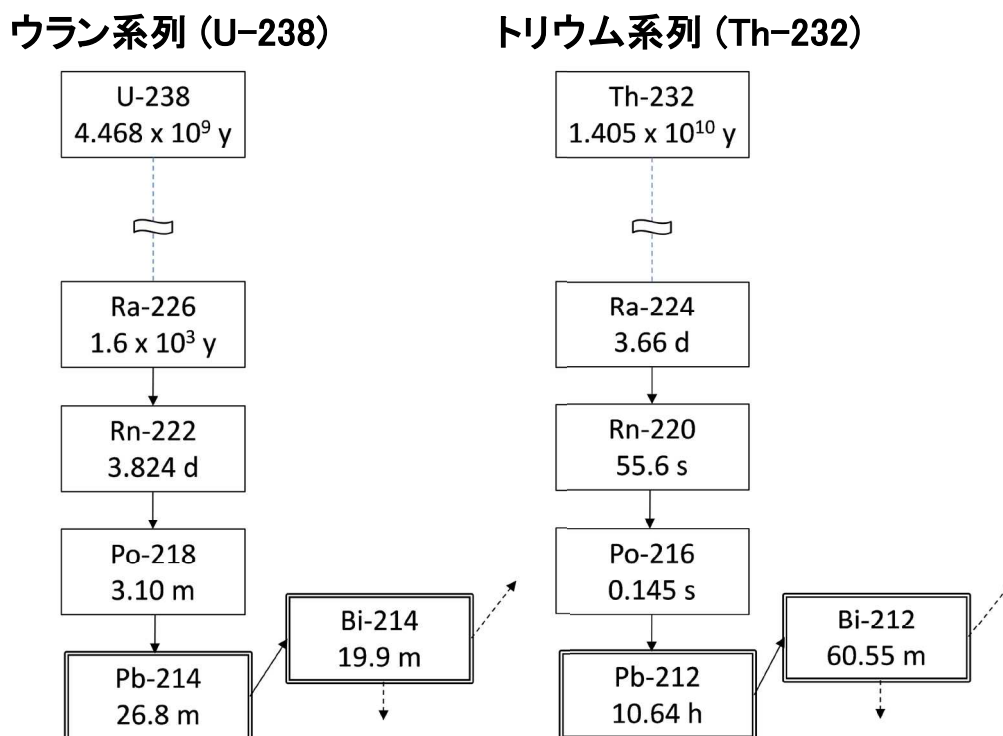 ウラン系列 (U-238)
U-238
4.468 x 10⁹ y
Ra-226
1.6 x 10³ y
Rn-222
3.824 d
Po-218
3.10 m
Pb-214
26.8 m
Bi-214
19.9 m
トリウム系列 (Th-232)
Th-232
1.405 x 10¹⁰ y
Ra-224
3.66 d
Rn-220
55.6 s
Po-216
0.145 s
Pb-212
10.64 h
Bi-212
60.55 m